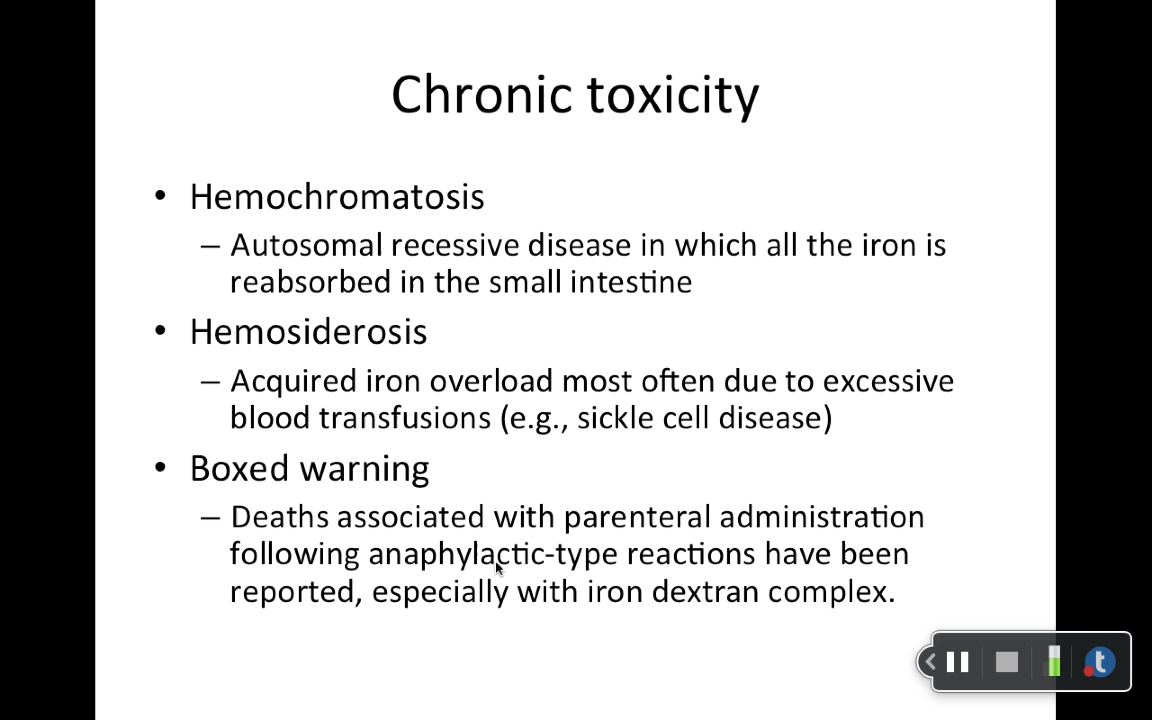 Chronic toxicity
• Hemochromatosis
– Autosomal recessive disease in which all the iron is
reabsorbed in the small intestine
• Hemosiderosis
– Acquired iron overload most often due to excessive
blood transfusions (e.g., sickle cell disease)
• Boxed warning
– Deaths associated with parenteral administration
following anaphylactic-type reactions have been
reported, especially with iron dextran complex.
t